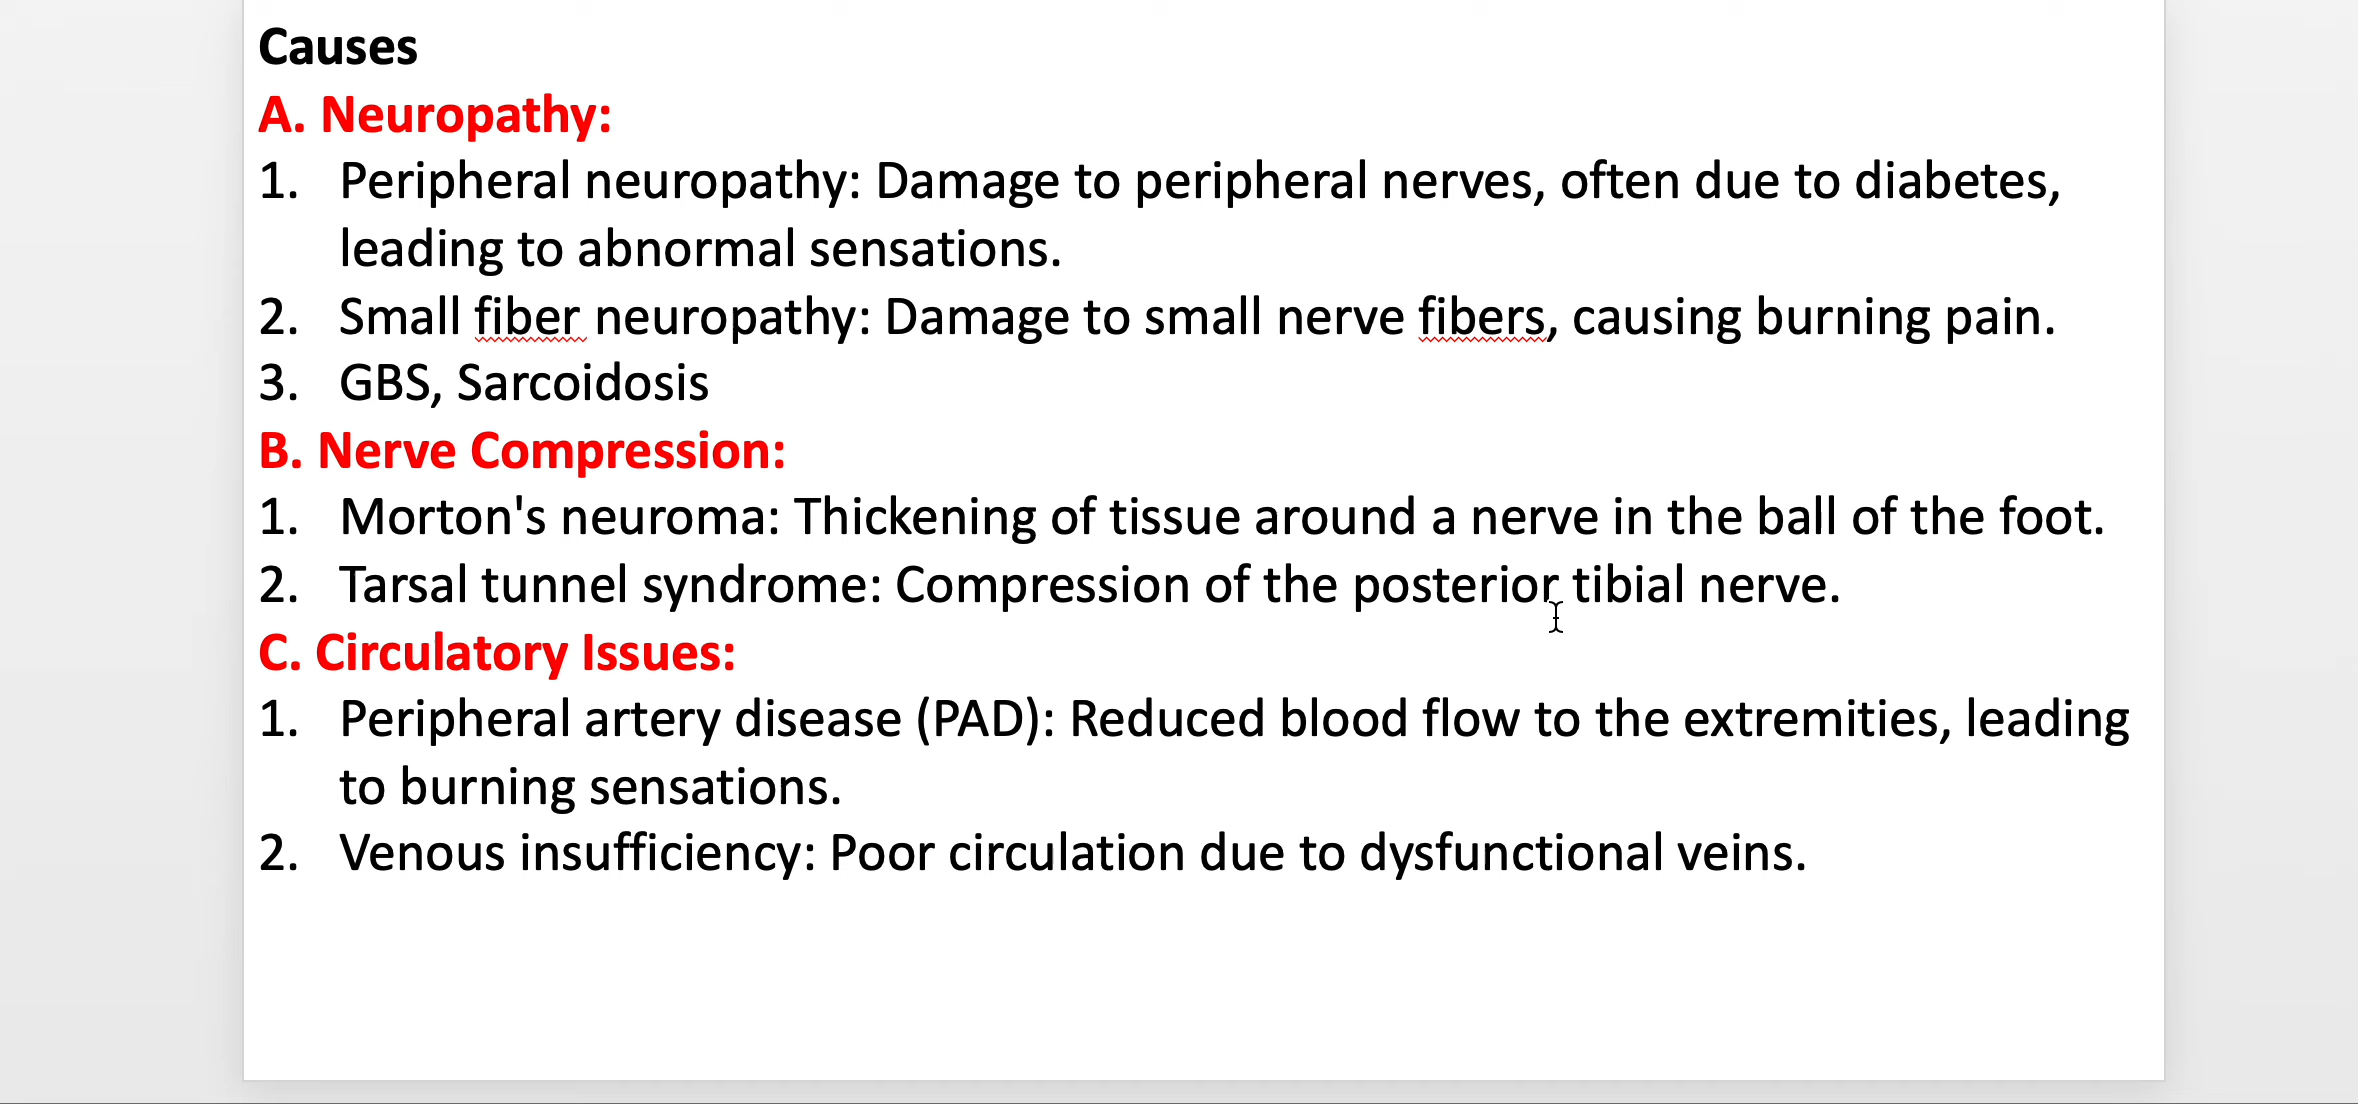 Causes
A. Neuropathy:
1. Peripheral neuropathy: Damage to peripheral nerves, often due to diabetes,
leading to abnormal sensations.
2. Small fiber neuropathy: Damage to small nerve fibers, causing burning pain.
3. GBS, Sarcoidosis
B. Nerve Compression:
1. Morton's neuroma: Thickening of tissue around a nerve in the ball of the foot.
2. Tarsal tunnel syndrome: Compression of the posterior tibial nerve.
C. Circulatory Issues:
1. Peripheral artery disease (PAD): Reduced blood flow to the extremities, leading
to burning sensations.
2. Venous insufficiency: Poor circulation due to dysfunctional veins.